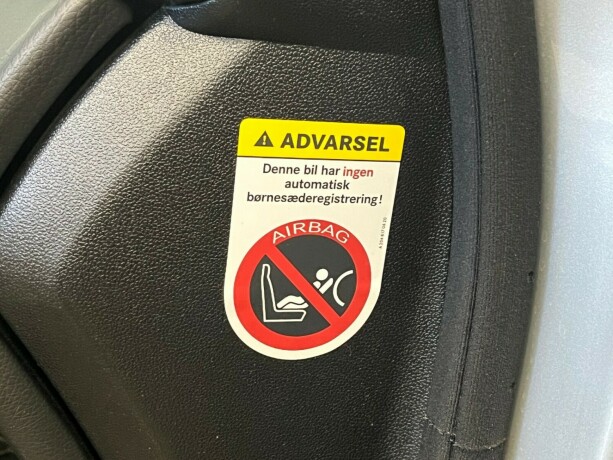 ⚠ ADVARSEL
Denne bil har ingen
automatisk
børnesæderegistrering!
AIRBAG